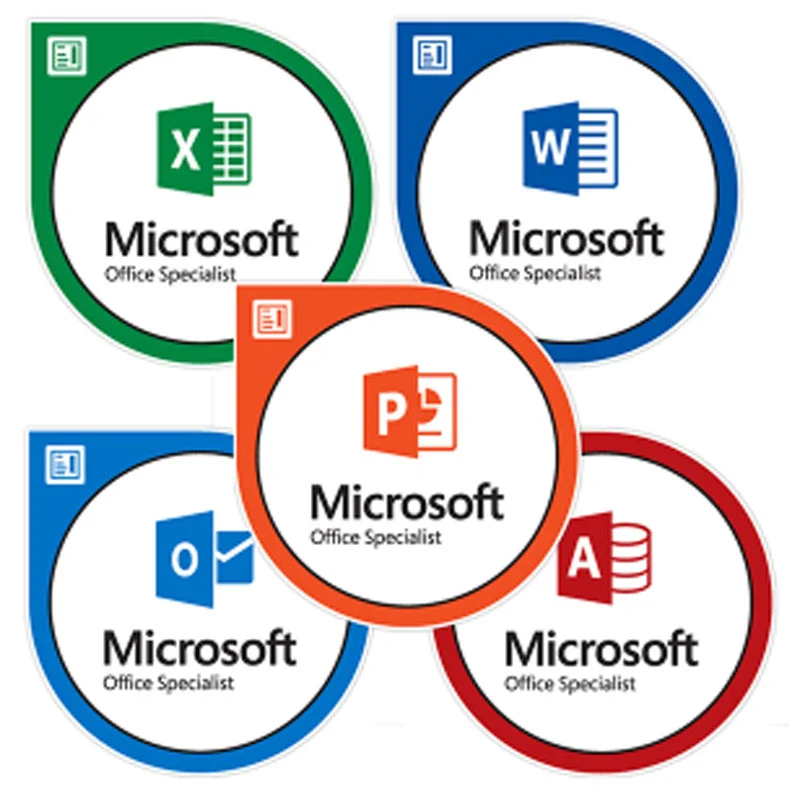 X
Microsoft
Office Specialist
W
Microsoft
Office Specialist
P
Microsoft
Office Specialist
O
Microsoft
Office Specialist
A
Microsoft
Office Specialist